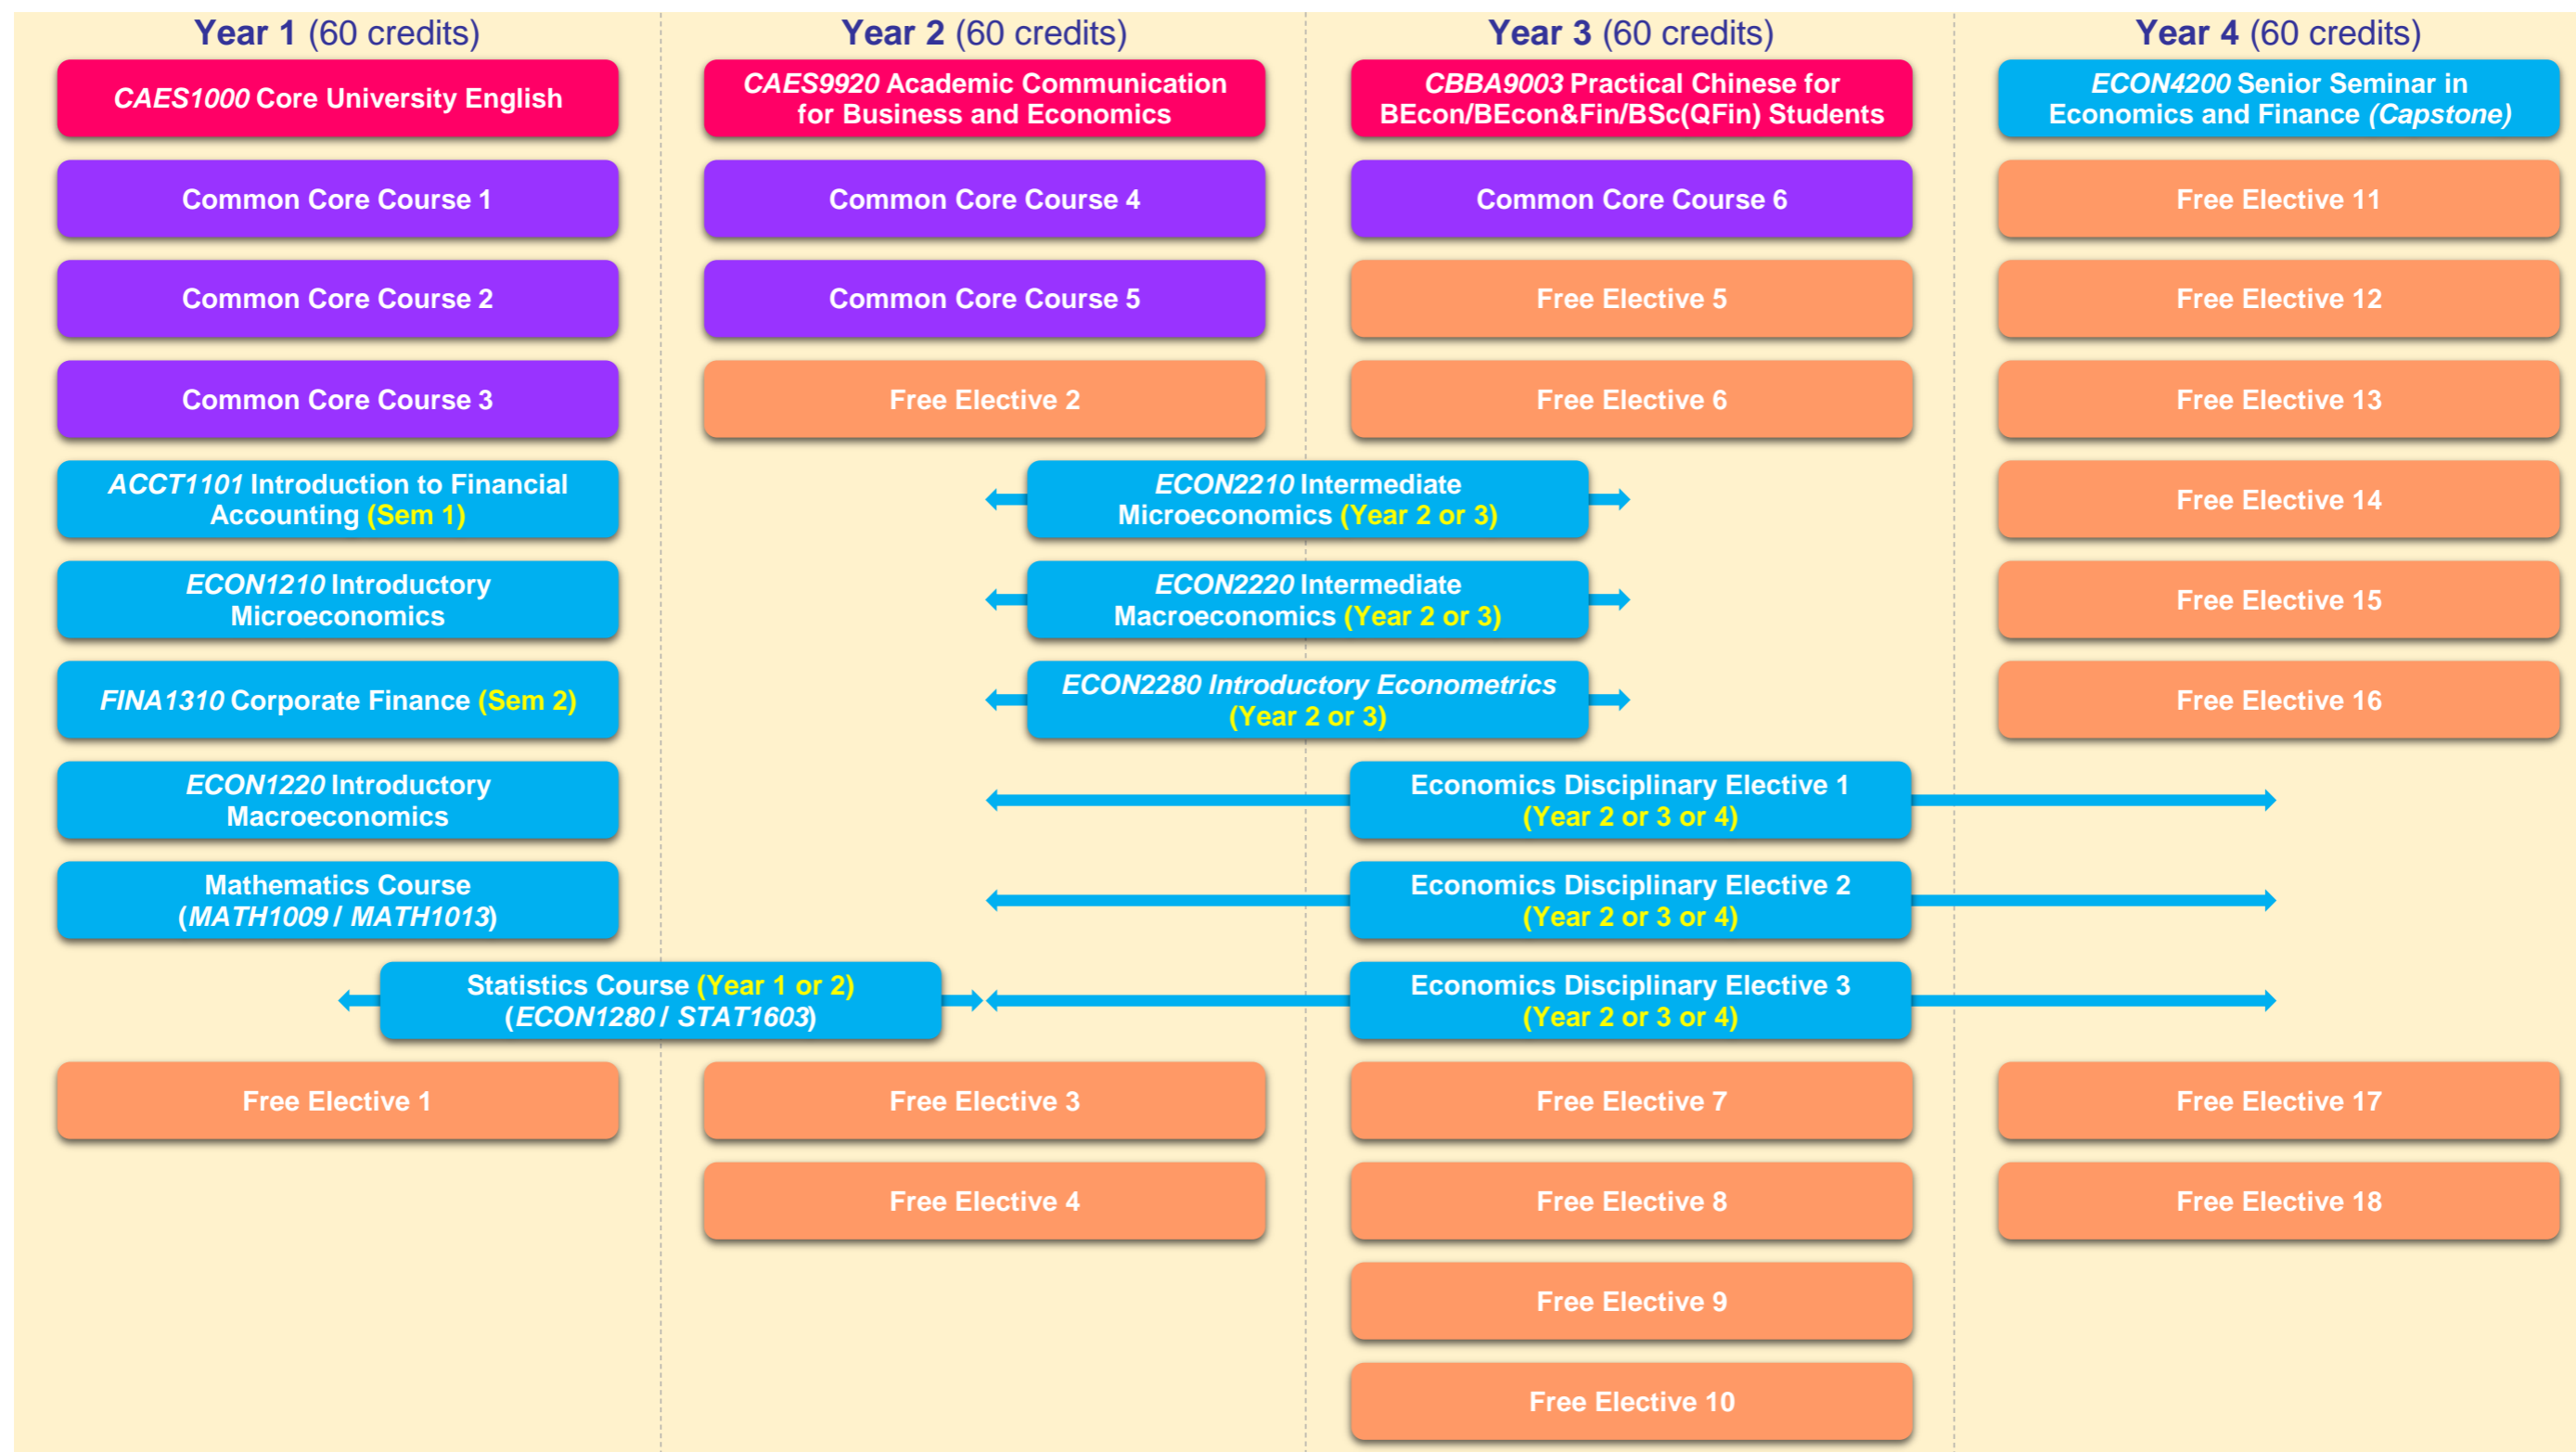 Year 1 (60 credits)
CAES1000 Core University English
Common Core Course 1
Common Core Course 2
Common Core Course 3
ACCT1101 Introduction to Financial
Accounting (Sem 1)
ECON1210 Introductory
Microeconomics
FINA1310 Corporate Finance (Sem 2)
ECON1220 Introductory
Macroeconomics
Mathematics Course
(MATH1009 / MATH1013)
Statistics Course (Year 1 or 2)
(ECON1280 / STAT1603)
Free Elective 1
Year 2 (60 credits)
CAES9920 Academic Communication
for Business and Economics
Common Core Course 4
Common Core Course 5
Free Elective 2
ECON2210 Intermediate
Microeconomics (Year 2 or 3)
ECON2220 Intermediate
Macroeconomics (Year 2 or 3)
ECON2280 Introductory Econometrics
(Year 2 or 3)
Free Elective 3
Free Elective 4
Year 3 (60 credits)
CBBA9003 Practical Chinese for
BEcon/BEcon&Fin/BSc(QFin) Students
Common Core Course 6
Free Elective 5
Free Elective 6
Economics Disciplinary Elective 1
(Year 2 or 3 or 4)
Economics Disciplinary Elective 2
(Year 2 or 3 or 4)
Economics Disciplinary Elective 3
(Year 2 or 3 or 4)
Free Elective 7
Free Elective 8
Free Elective 9
Free Elective 10
Year 4 (60 credits)
ECON4200 Senior Seminar in
Economics and Finance (Capstone)
Free Elective 11
Free Elective 12
Free Elective 13
Free Elective 14
Free Elective 15
Free Elective 16
Free Elective 17
Free Elective 18